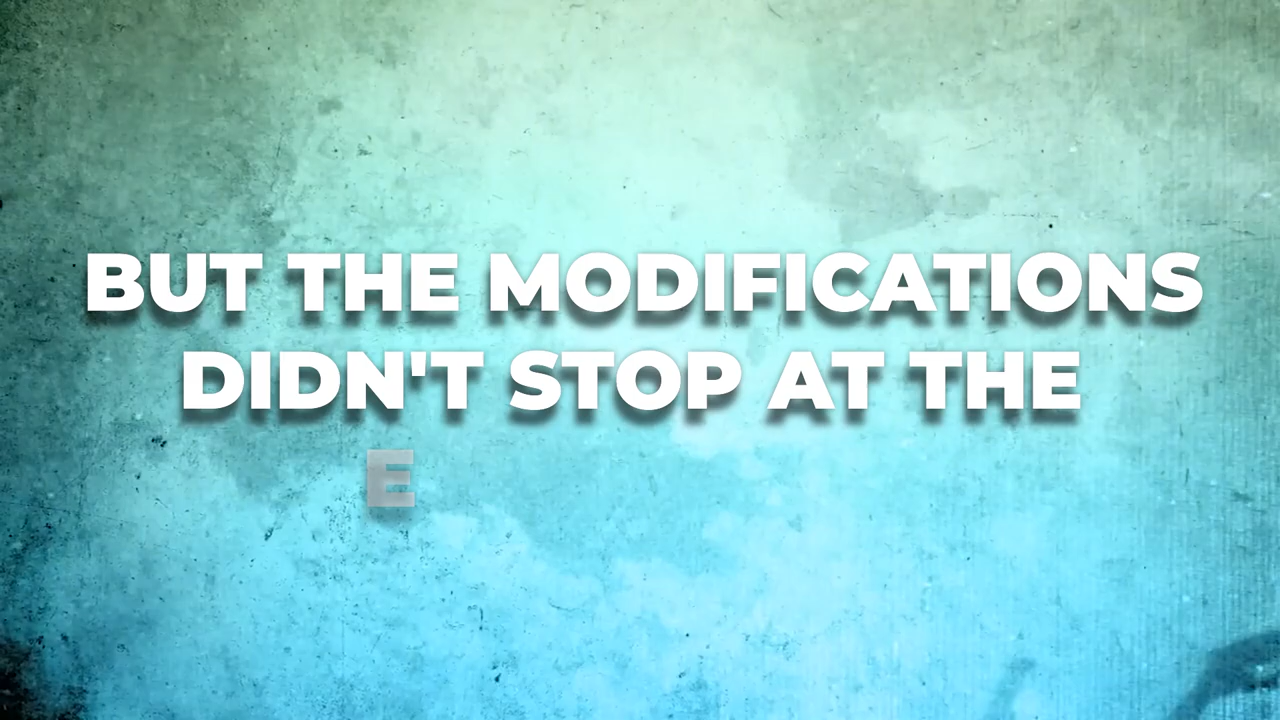 BUT THE MODIFICATIONS
DIDN'T STOP AT THE
E